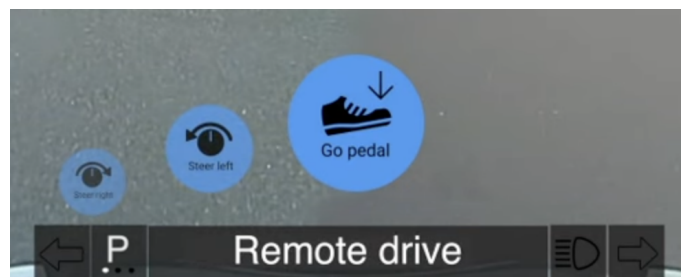 Go pedal
Steer left
Steer right
P
Remote drive